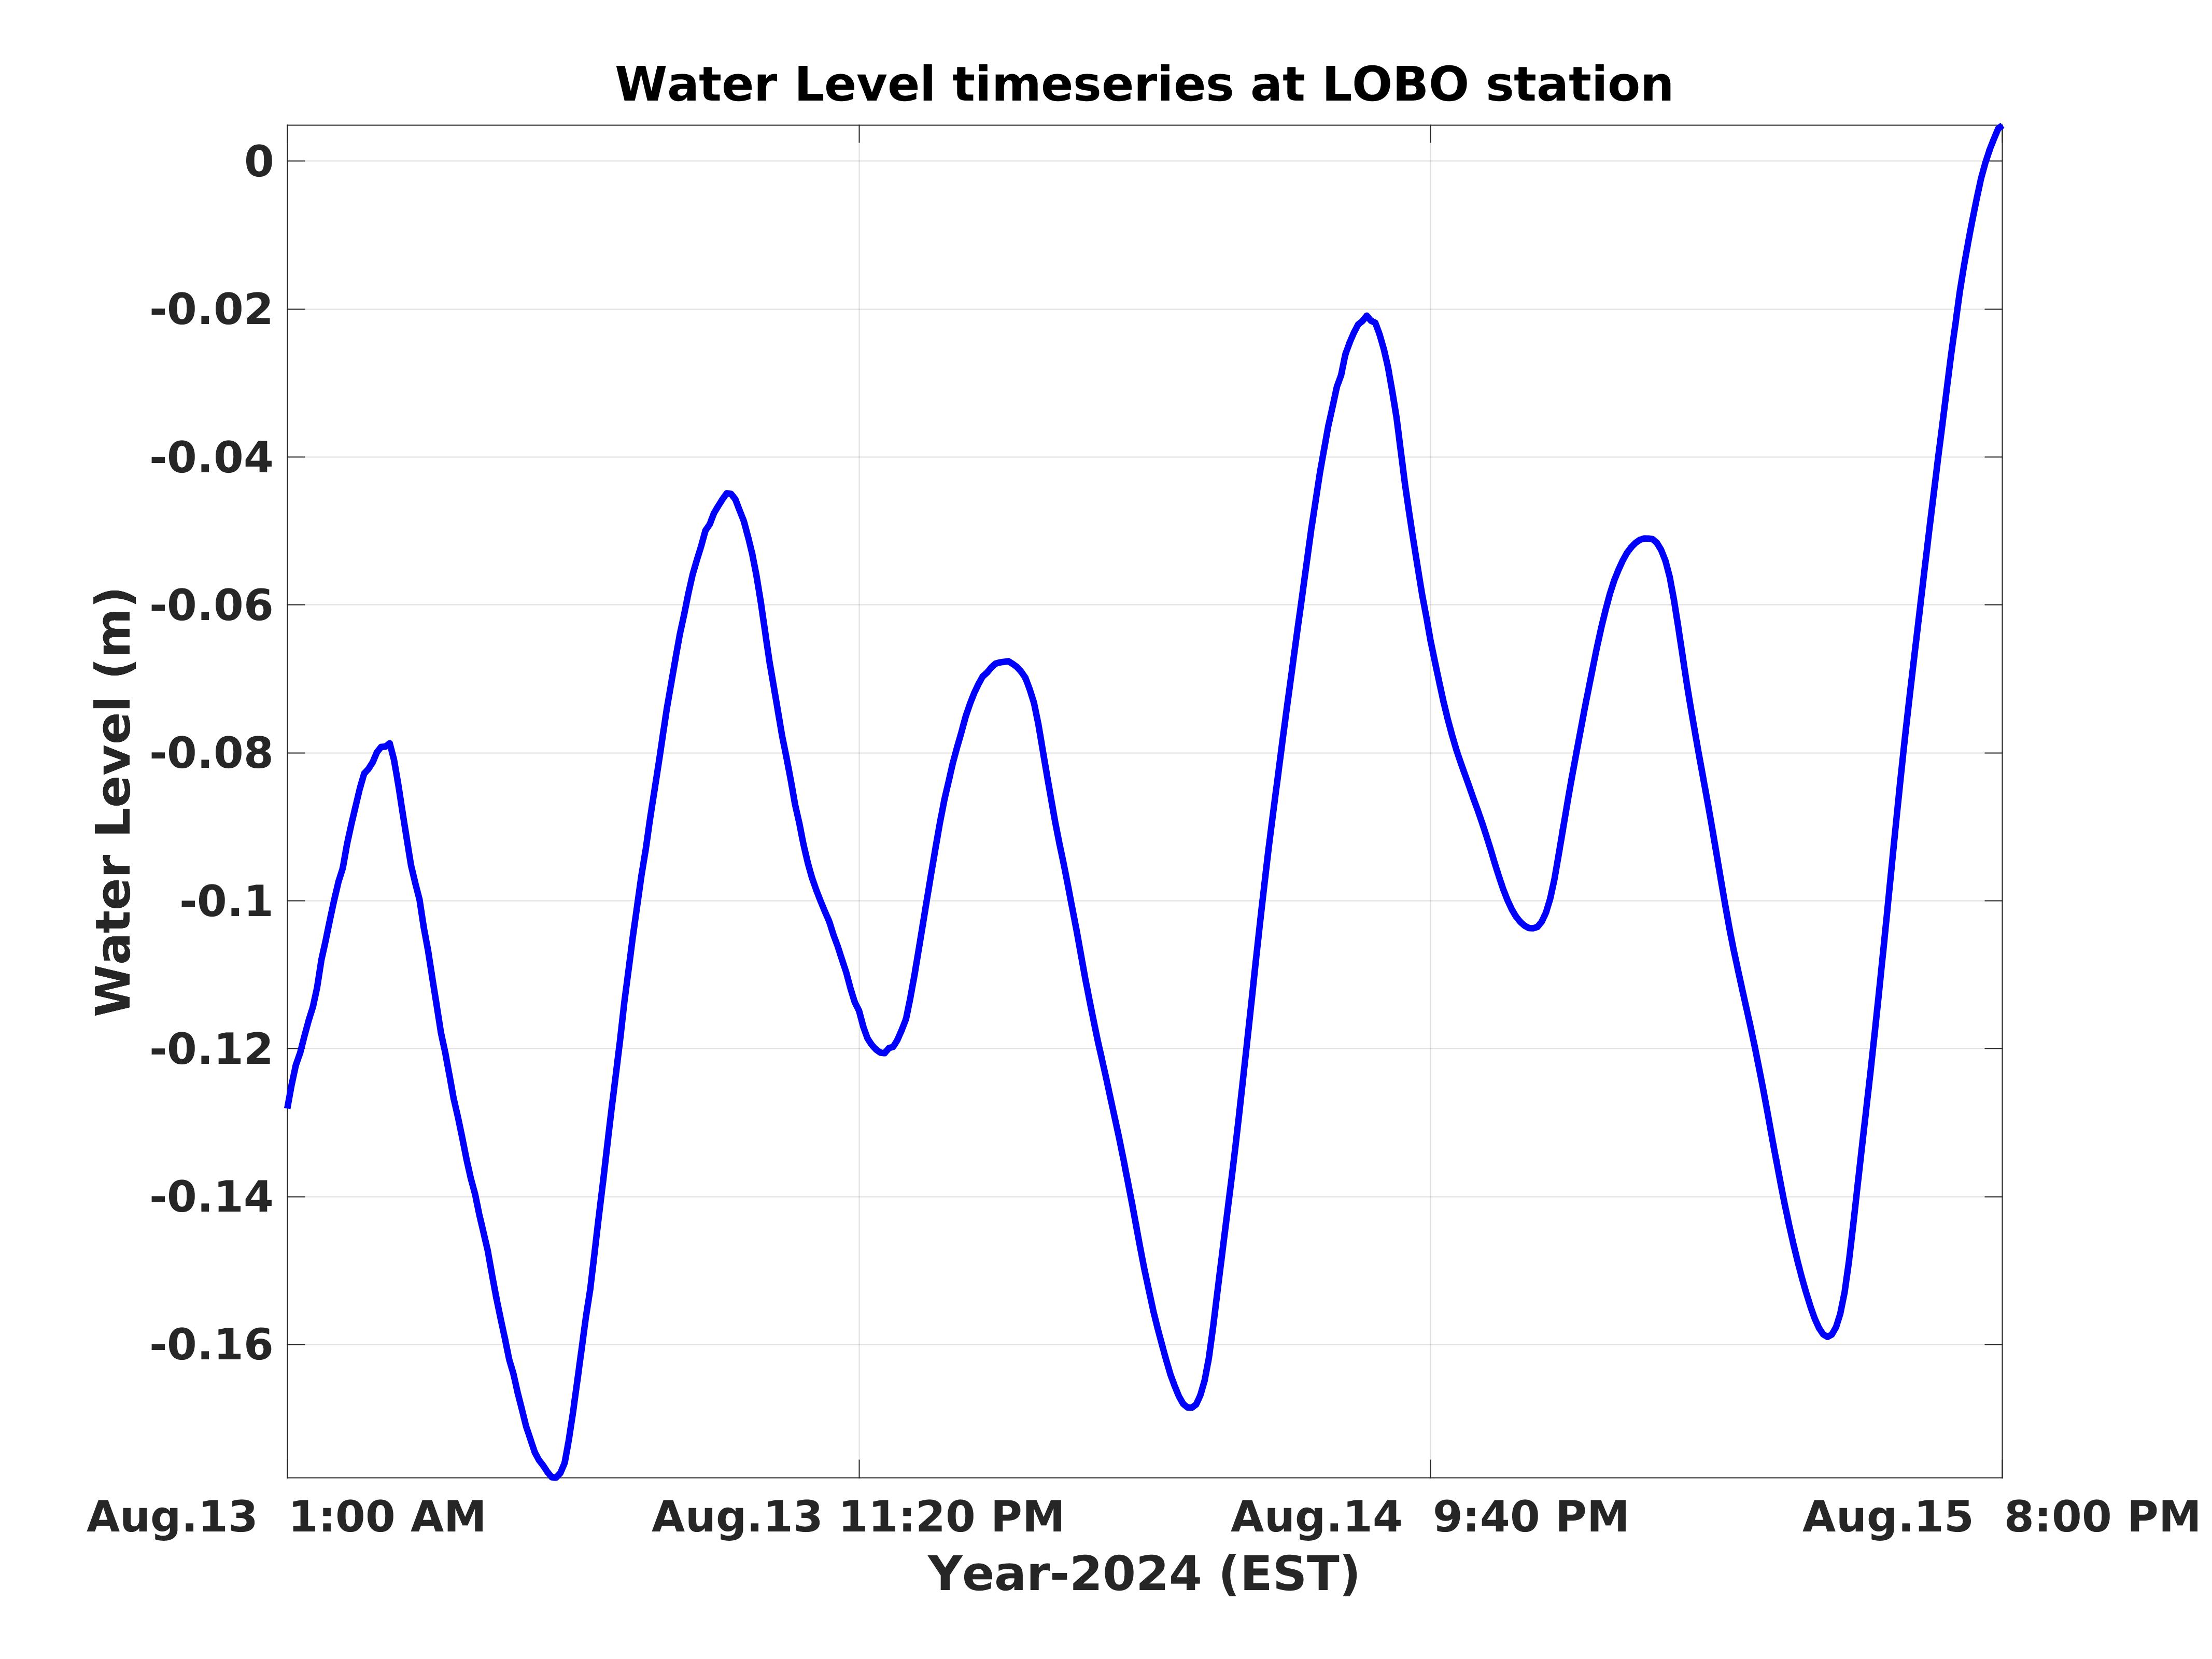 Water Level timeseries at LOBO station
0
-0.02
-0.04
-0.06
-0.08
-0.1
-0.12
-0.14
-0.16
Water Level (m)
Aug.13  1:00 AM
Aug.13 11:20 PM
Aug.14  9:40 PM
Aug.15  8:00 PM
Year-2024 (EST)